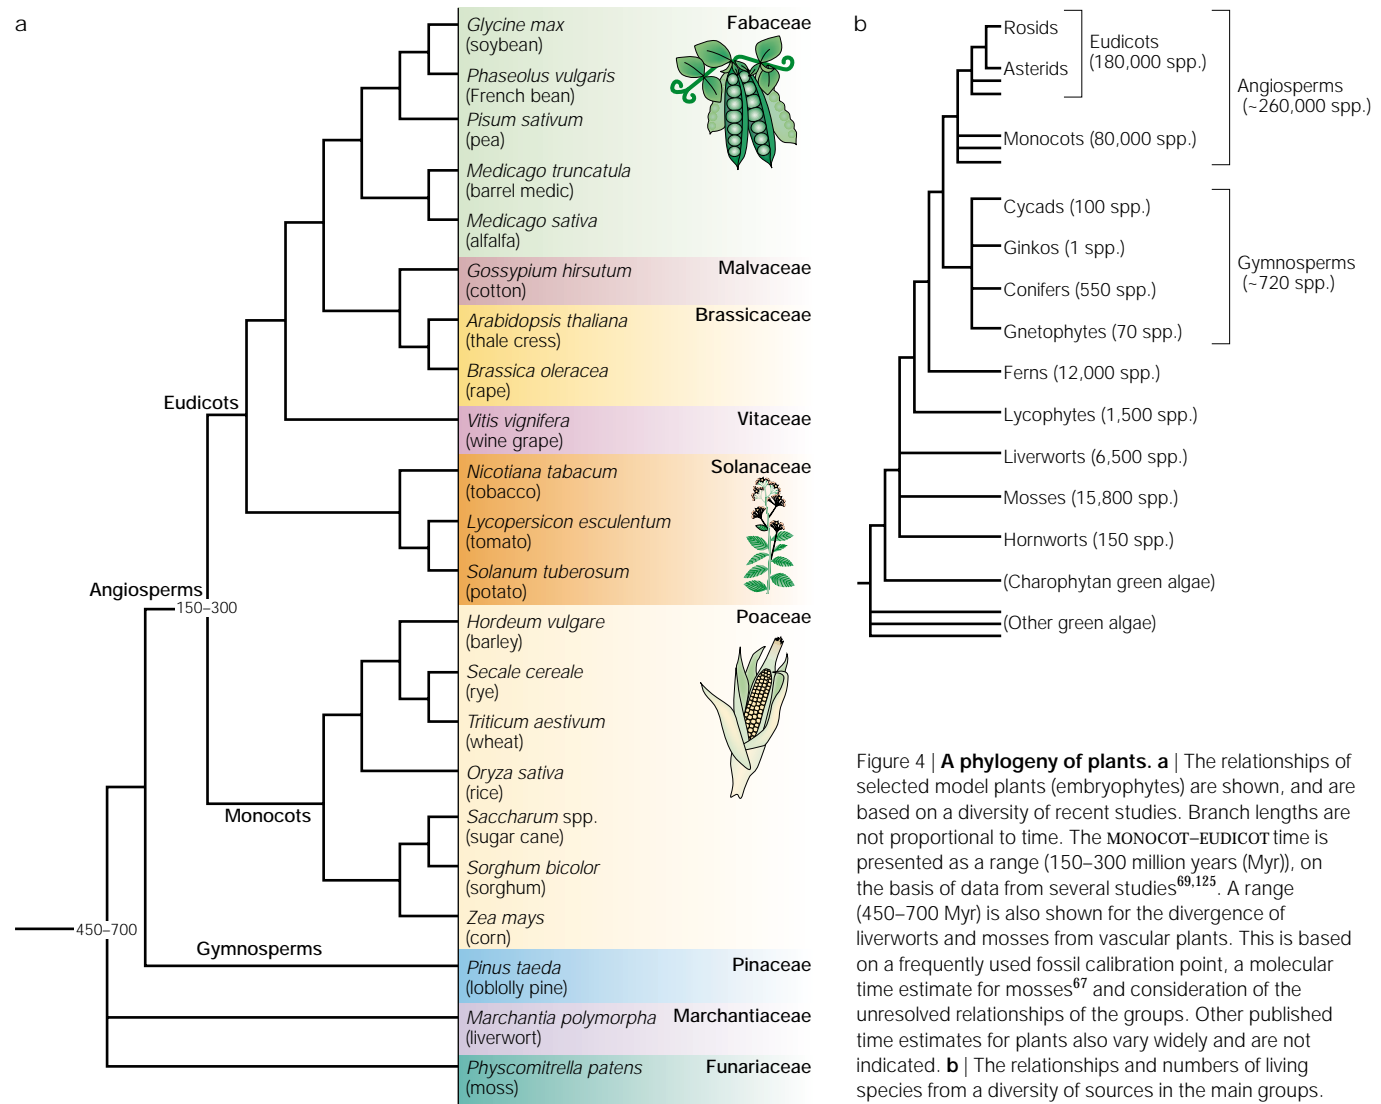 a
Glycine max
(soybean)
Fabaceae
Phaseolus vulgaris
(French bean)
Pisum sativum
(pea)
Medicago truncatula
(barrel medic)
Medicago sativa
(alfalfa)
Gossypium hirsutum
(cotton)
Malvaceae
Arabidopsis thaliana
(thale cress)
Brassicaceae
Brassica oleracea
(rape)
Eudicots
Vitis vignifera
(wine grape)
Vitaceae
Nicotiana tabacum
(tobacco)
Solanaceae
Lycopersicon esculentum
(tomato)
Solanum tuberosum
(potato)
Angiosperms
150–300
Hordeum vulgare
(barley)
Poaceae
Secale cereale
(rye)
Triticum aestivum
(wheat)
Oryza sativa
(rice)
Monocots
Saccharum spp.
(sugar cane)
Sorghum bicolor
(sorghum)
Zea mays
(corn)
450–700
Gymnosperms
Pinus taeda
(loblolly pine)
Pinaceae
Marchantia polymorpha
(liverwort)
Marchantiaceae
Physcomitrella patens
(moss)
Funariaceae
b
Rosids
Asterids
Eudicots
(180,000 spp.)
Angiosperms
(~260,000 spp.)
Monocots (80,000 spp.)
Cycads (100 spp.)
Ginkos (1 spp.)
Conifers (550 spp.)
Gnetophytes (70 spp.)
Gymnosperms
(~720 spp.)
Ferns (12,000 spp.)
Lycophytes (1,500 spp.)
Liverworts (6,500 spp.)
Mosses (15,800 spp.)
Hornworts (150 spp.)
(Charophytan green algae)
(Other green algae)
Figure 4 | A phylogeny of plants. a | The relationships of
selected model plants (embryophytes) are shown, and are
based on a diversity of recent studies. Branch lengths are
not proportional to time. The MONOCOT–EUDICOT time is
presented as a range (150–300 million years (Myr)), on
the basis of data from several studies69,125. A range
(450–700 Myr) is also shown for the divergence of
liverworts and mosses from vascular plants. This is based
on a frequently used fossil calibration point, a molecular
time estimate for mosses67 and consideration of the
unresolved relationships of the groups. Other published
time estimates for plants also vary widely and are not
indicated. b | The relationships and numbers of living
species from a diversity of sources in the main groups.